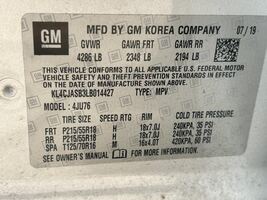 GM
MFD BY GM KOREA COMPANY 07/19
GVWR GAWR FRT GAWR RR
4286 LB 2348 LB 2194 LB
THIS VEHICLE CONFORMS TO ALL APPLICABLE U.S. FEDERAL MOTOR
VEHICLE SAFETY AND THEFT PREVENTION STANDARDS IN EFFECT ON
THE DATE OF MANUFACTURE SHOWN ABOVE.
KL4CJASB3LB014427 TYPE: MPV
MODEL: 4JU76
TIRE SIZE SPEED RTG RIM COLD TIRE PRESSURE
FRT P215/55R18 H 18x7.0J 240KPA, 35 PSI
RR P215/55R18 H 18x7.0J 240KPA, 35 PSI
SPA T125/70R16 M 16x4.0T 420KPA, 60 PSI
SEE OWNER'S MANUAL FOR MORE INFORMATION.